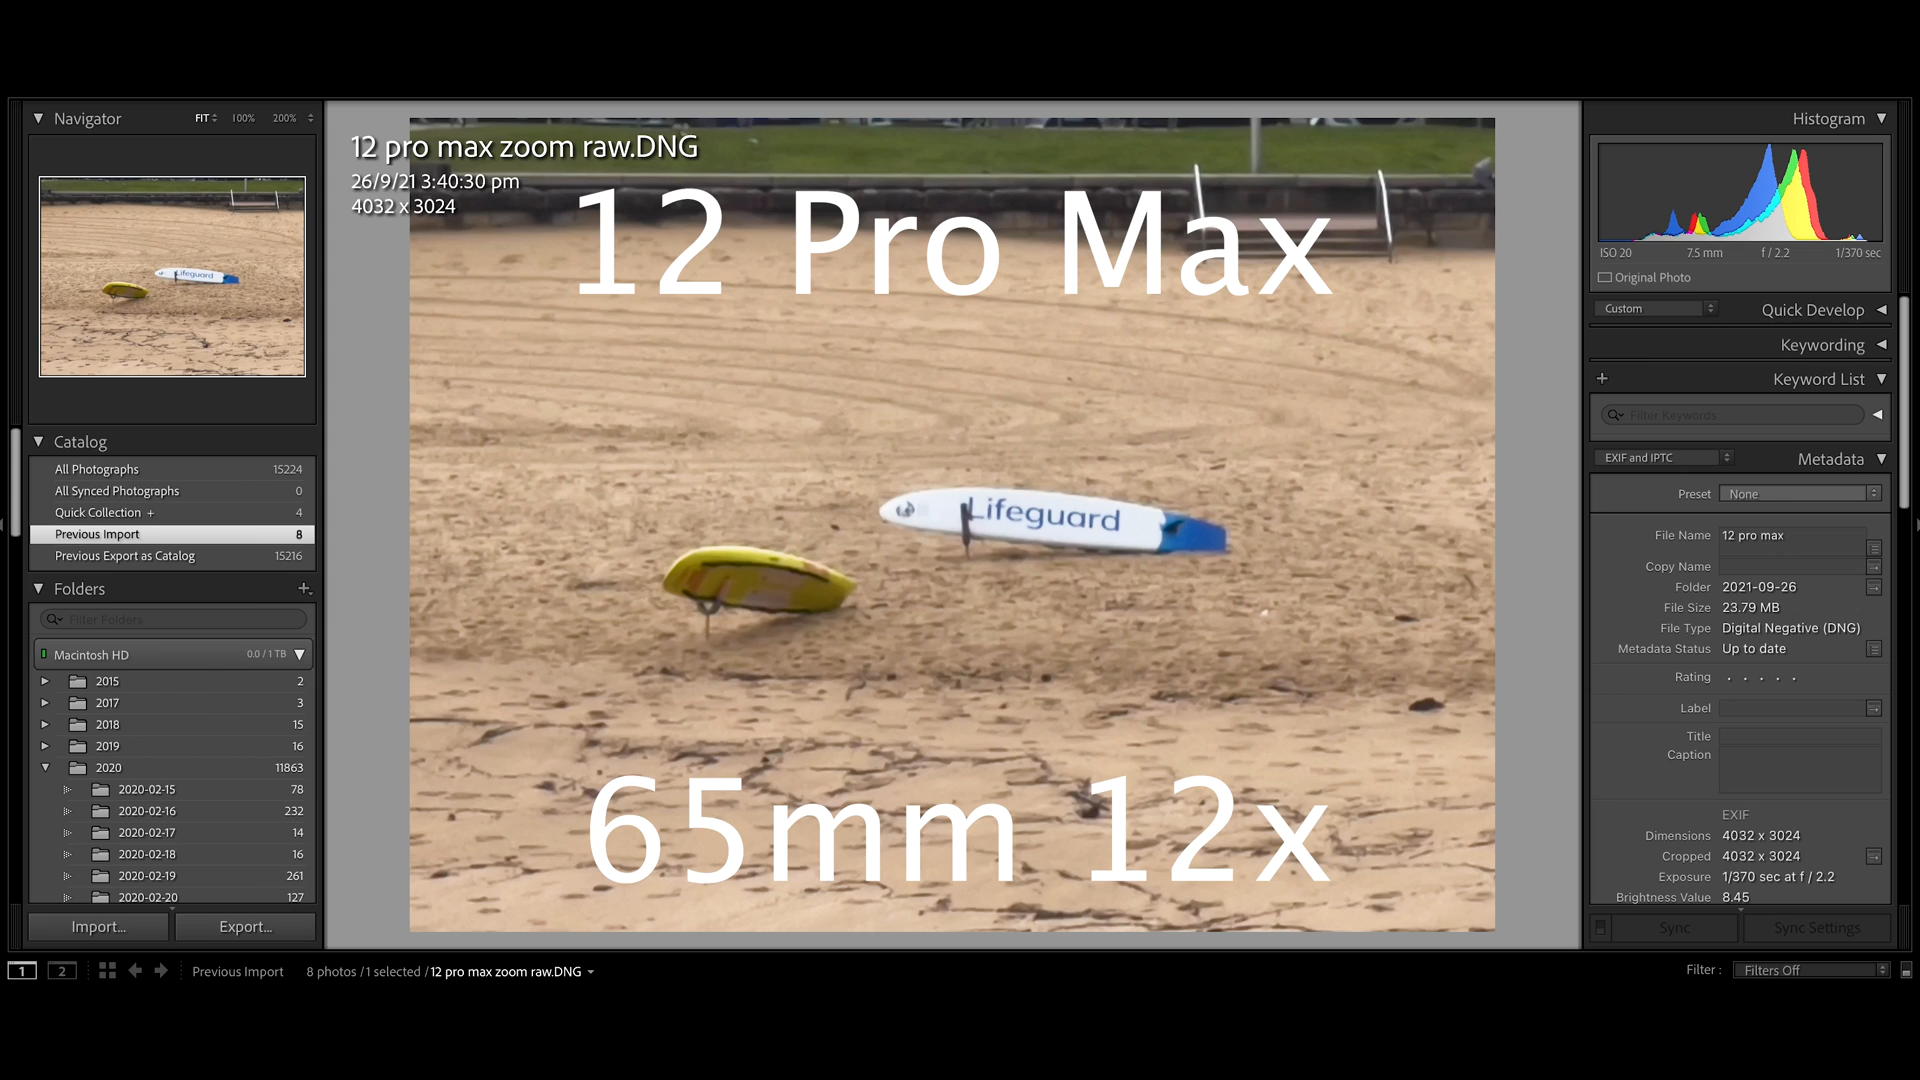 Navigator
FIT
100%
200%
Catalog
All Photographs 15224
All Synced Photographs 0
Quick Collection + 4
Previous Import 8
Previous Export as Catalog 15216
Folders +
Filter Folders
Macintosh HD 0.0 / 1 TB
2015 2
2017 3
2018 15
2019 16
2020 11863
2020-02-15 78
2020-02-16 232
2020-02-17 14
2020-02-18 16
2020-02-19 261
2020-02-20 127
Import...
Export...
12 pro max zoom raw.DNG
26/9/21 3:40:30 pm
4032 x 3024
12 Pro Max
Lifeguard
65mm 12x
Lifeguard
Histogram
ISO 20 7.5 mm f / 2.2 1/370 sec
Original Photo
Custom
Quick Develop
Keywording
+ Keyword List
Filter Keywords
EXIF and IPTC
Metadata
Preset None
File Name 12 pro max
Copy Name
Folder 2021-09-26
File Size 23.79 MB
File Type Digital Negative (DNG)
Metadata Status Up to date
Rating . . . . .
Label
Title
Caption
EXIF
Dimensions 4032 x 3024
Cropped 4032 x 3024
Exposure 1/370 sec at f / 2.2
Brightness Value 8.45
Sync
Sync Settings
1 2 Previous Import 8 photos / 1 selected / 12 pro max zoom raw.DNG
Filter : Filters Off